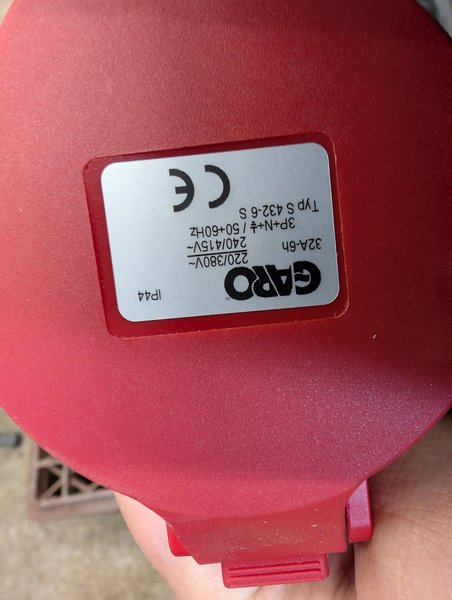 GARO
IP44
32A-6h
220/380V~
240/415V~
3P+N+⏚ / 50+60Hz
Typ S 432-6 S
CE